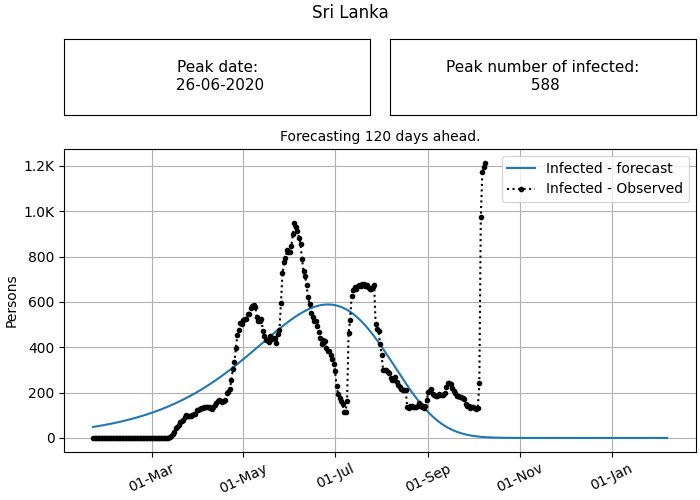 Sri Lanka
Peak date:
26-06-2020
Peak number of infected:
588
Forecasting 120 days ahead.
1.2K
1.0K
800
600
400
200
0
Persons
Infected - forecast
Infected - Observed
01-Mar
01-May
01-Jul
01-Sep
01-Nov
01-Jan